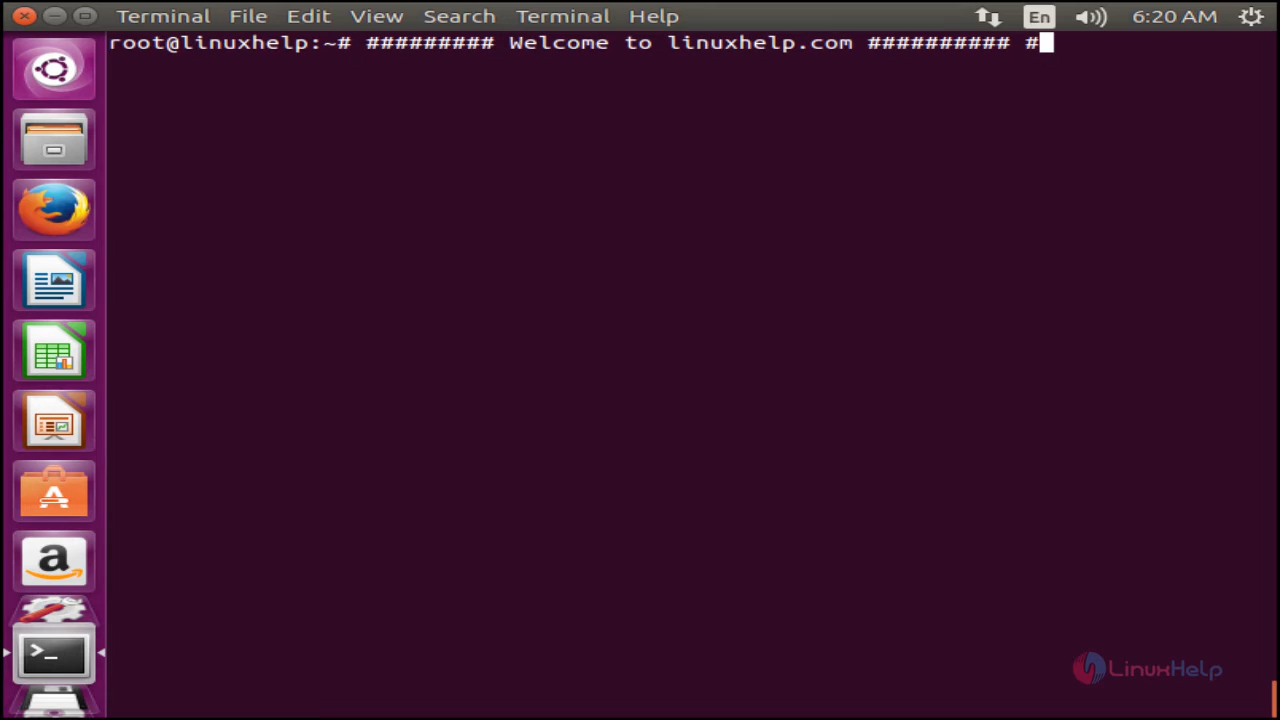 Terminal File Edit View Search Terminal Help En 6:20 AM
root@linuxhelp:~# ######### Welcome to linuxhelp.com ########## #
LinuxHelp